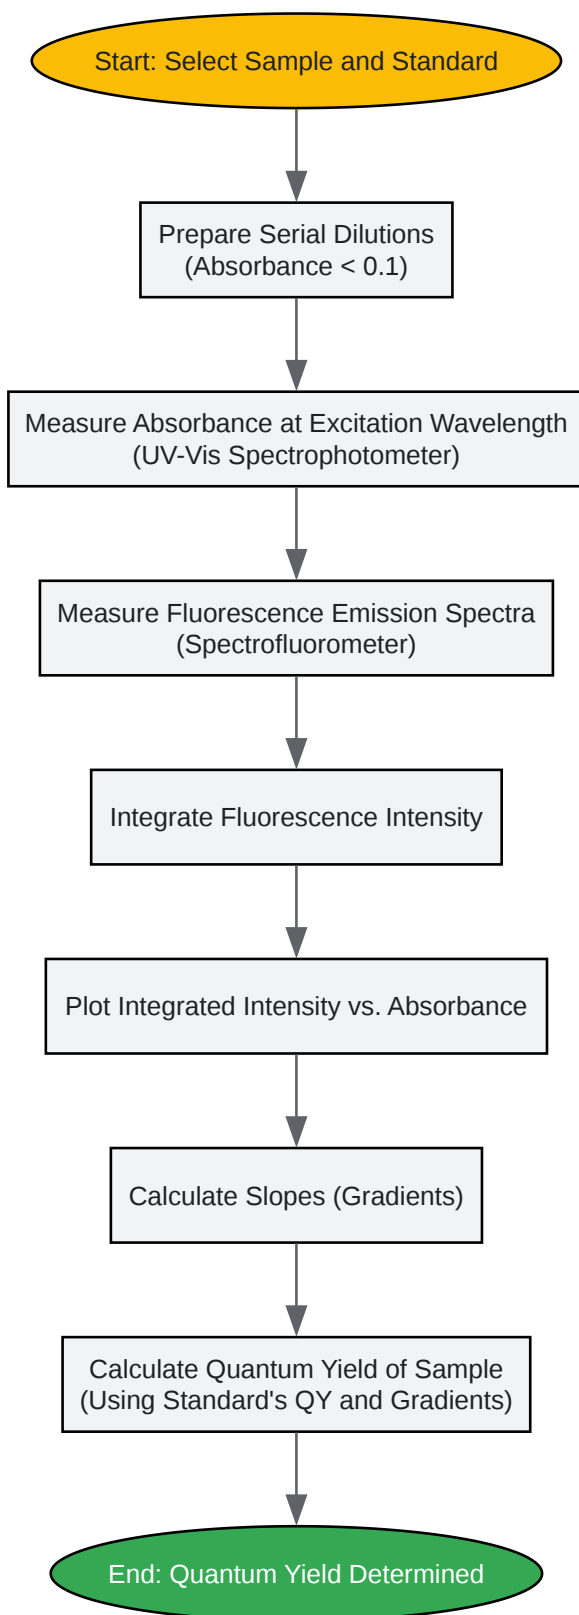 Start: Select Sample and Standard
Prepare Serial Dilutions
(Absorbance < 0.1)
Measure Absorbance at Excitation Wavelength
(UV-Vis Spectrophotometer)
Measure Fluorescence Emission Spectra
(Spectrofluorometer)
Integrate Fluorescence Intensity
Plot Integrated Intensity vs. Absorbance
Calculate Slopes (Gradients)
Calculate Quantum Yield of Sample
(Using Standard's QY and Gradients)
End: Quantum Yield Determined